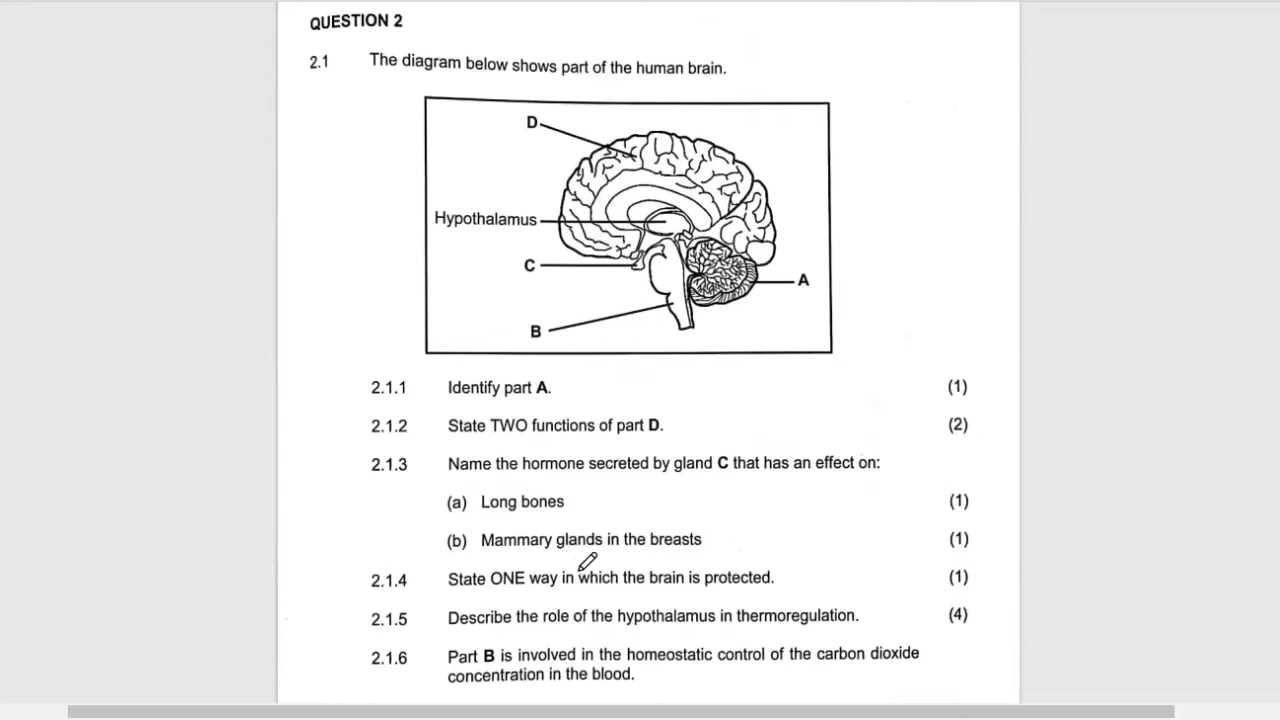 QUESTION 2
2.1 The diagram below shows part of the human brain.
D
Hypothalamus
C
A
B
2.1.1 Identify part A. (1)
2.1.2 State TWO functions of part D. (2)
2.1.3 Name the hormone secreted by gland C that has an effect on:
(a) Long bones (1)
(b) Mammary glands in the breasts (1)
2.1.4 State ONE way in which the brain is protected. (1)
2.1.5 Describe the role of the hypothalamus in thermoregulation. (4)
2.1.6 Part B is involved in the homeostatic control of the carbon dioxide
concentration in the blood.